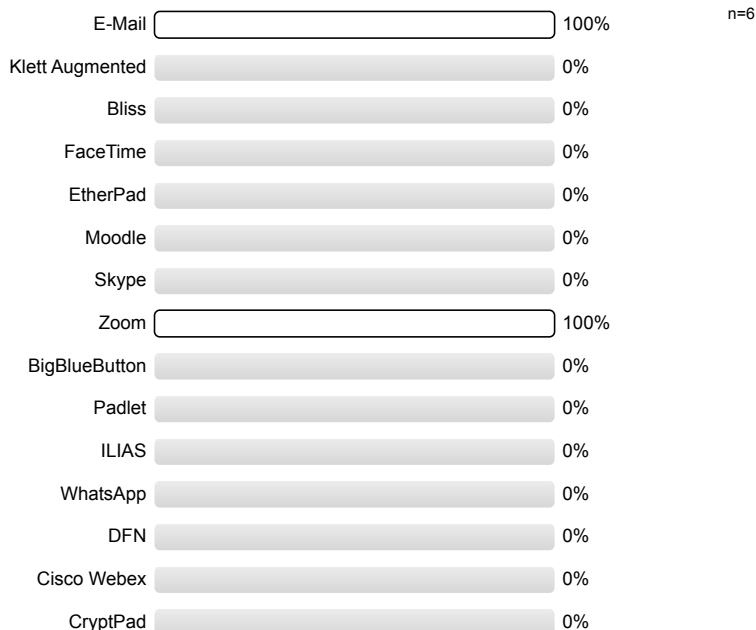 E-Mail 100% n=6
Klett Augmented 0%
Bliss 0%
FaceTime 0%
EtherPad 0%
Moodle 0%
Skype 0%
Zoom 100%
BigBlueButton 0%
Padlet 0%
ILIAS 0%
WhatsApp 0%
DFN 0%
Cisco Webex 0%
CryptPad 0%